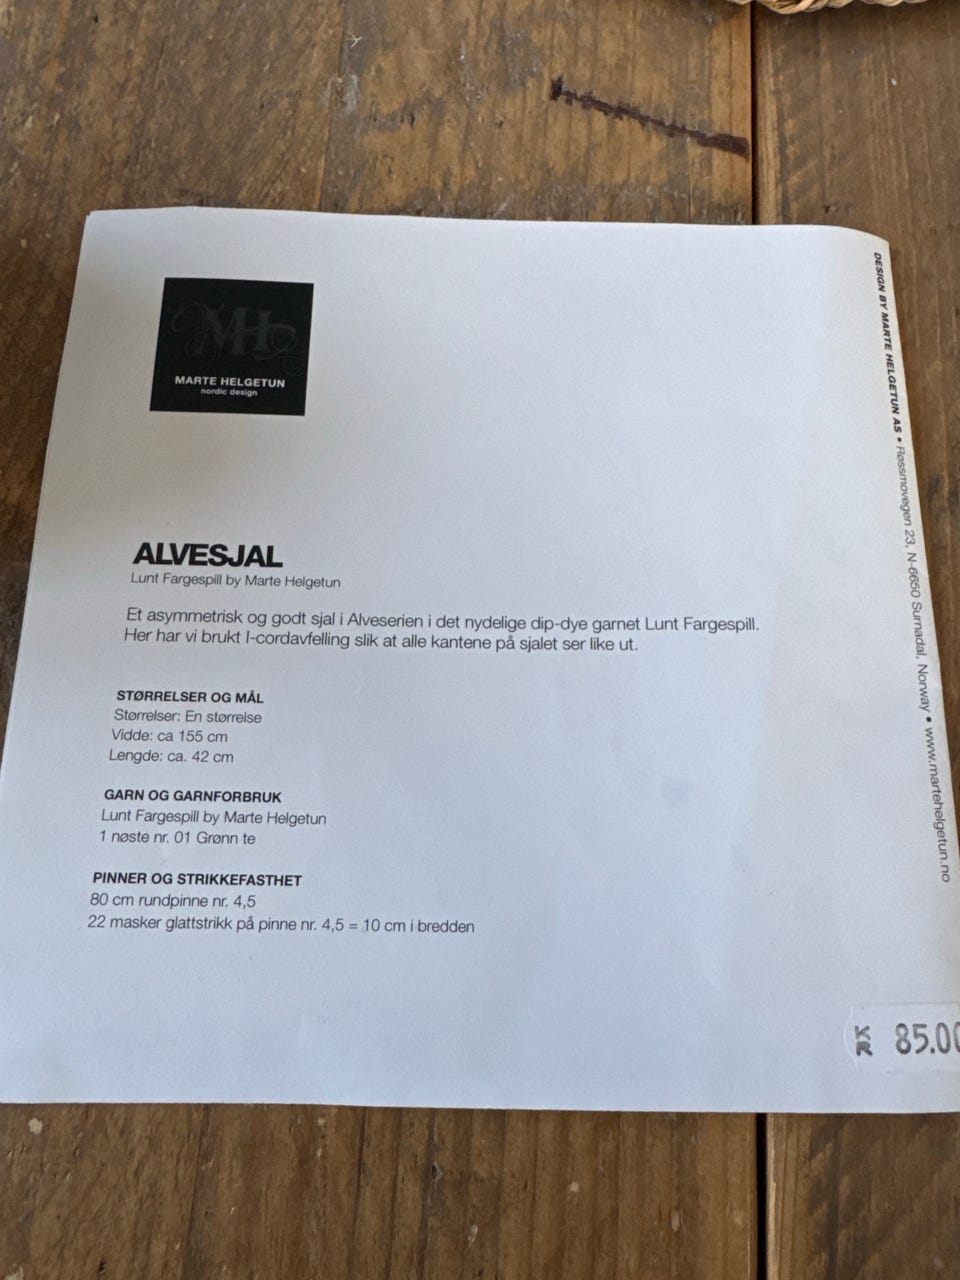 MH
MARTE HELGETUN
nordic design
ALVESJAL
Lunt Fargespill by Marte Helgetun
Et asymmetrisk og godt sjal i Alveserien i det nydelige dip-dye garnet Lunt Fargespill.
Her har vi brukt I-cordavfelling slik at alle kantene på sjalet ser like ut.
STØRRELSER OG MÅL
Størrelser: En størrelse
Vidde: ca 155 cm
Lengde: ca. 42 cm
GARN OG GARNFORBRUK
Lunt Fargespill by Marte Helgetun
1 nøste nr. 01 Grønn te
PINNER OG STRIKKEFASTHET
80 cm rundpinne nr. 4,5
22 masker glattstrikk på pinne nr. 4,5 = 10 cm i bredden
DESIGN BY MARTE HELGETUN AS • Røssmovegen 23, N-6650 Surnadal, Norway • www.martehelgetun.no
KR 85.00